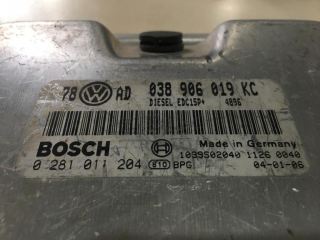 78 AD 038 906 019 KC
DIESEL EDC15P+ 4896
BOSCH Made in Germany
1039S02040 1126 0040
0 281 011 204 810 BPG 04-01-06